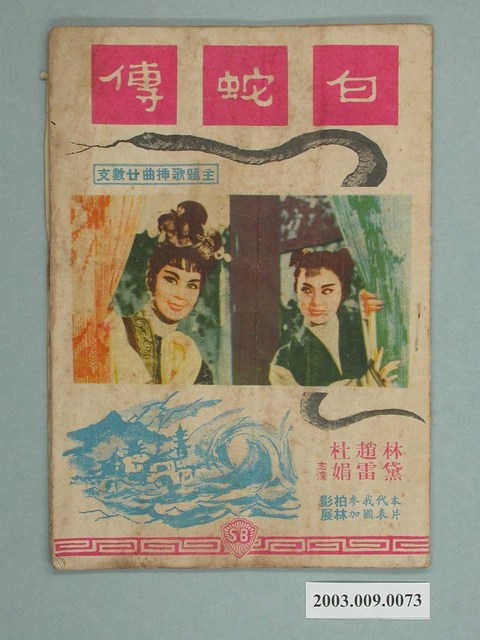 白蛇傳
主題歌揷曲廿數支
林黛
趙雷
杜娟
主演
本片
代表
我國
參加
柏林
影展
SB
2003.009.0073